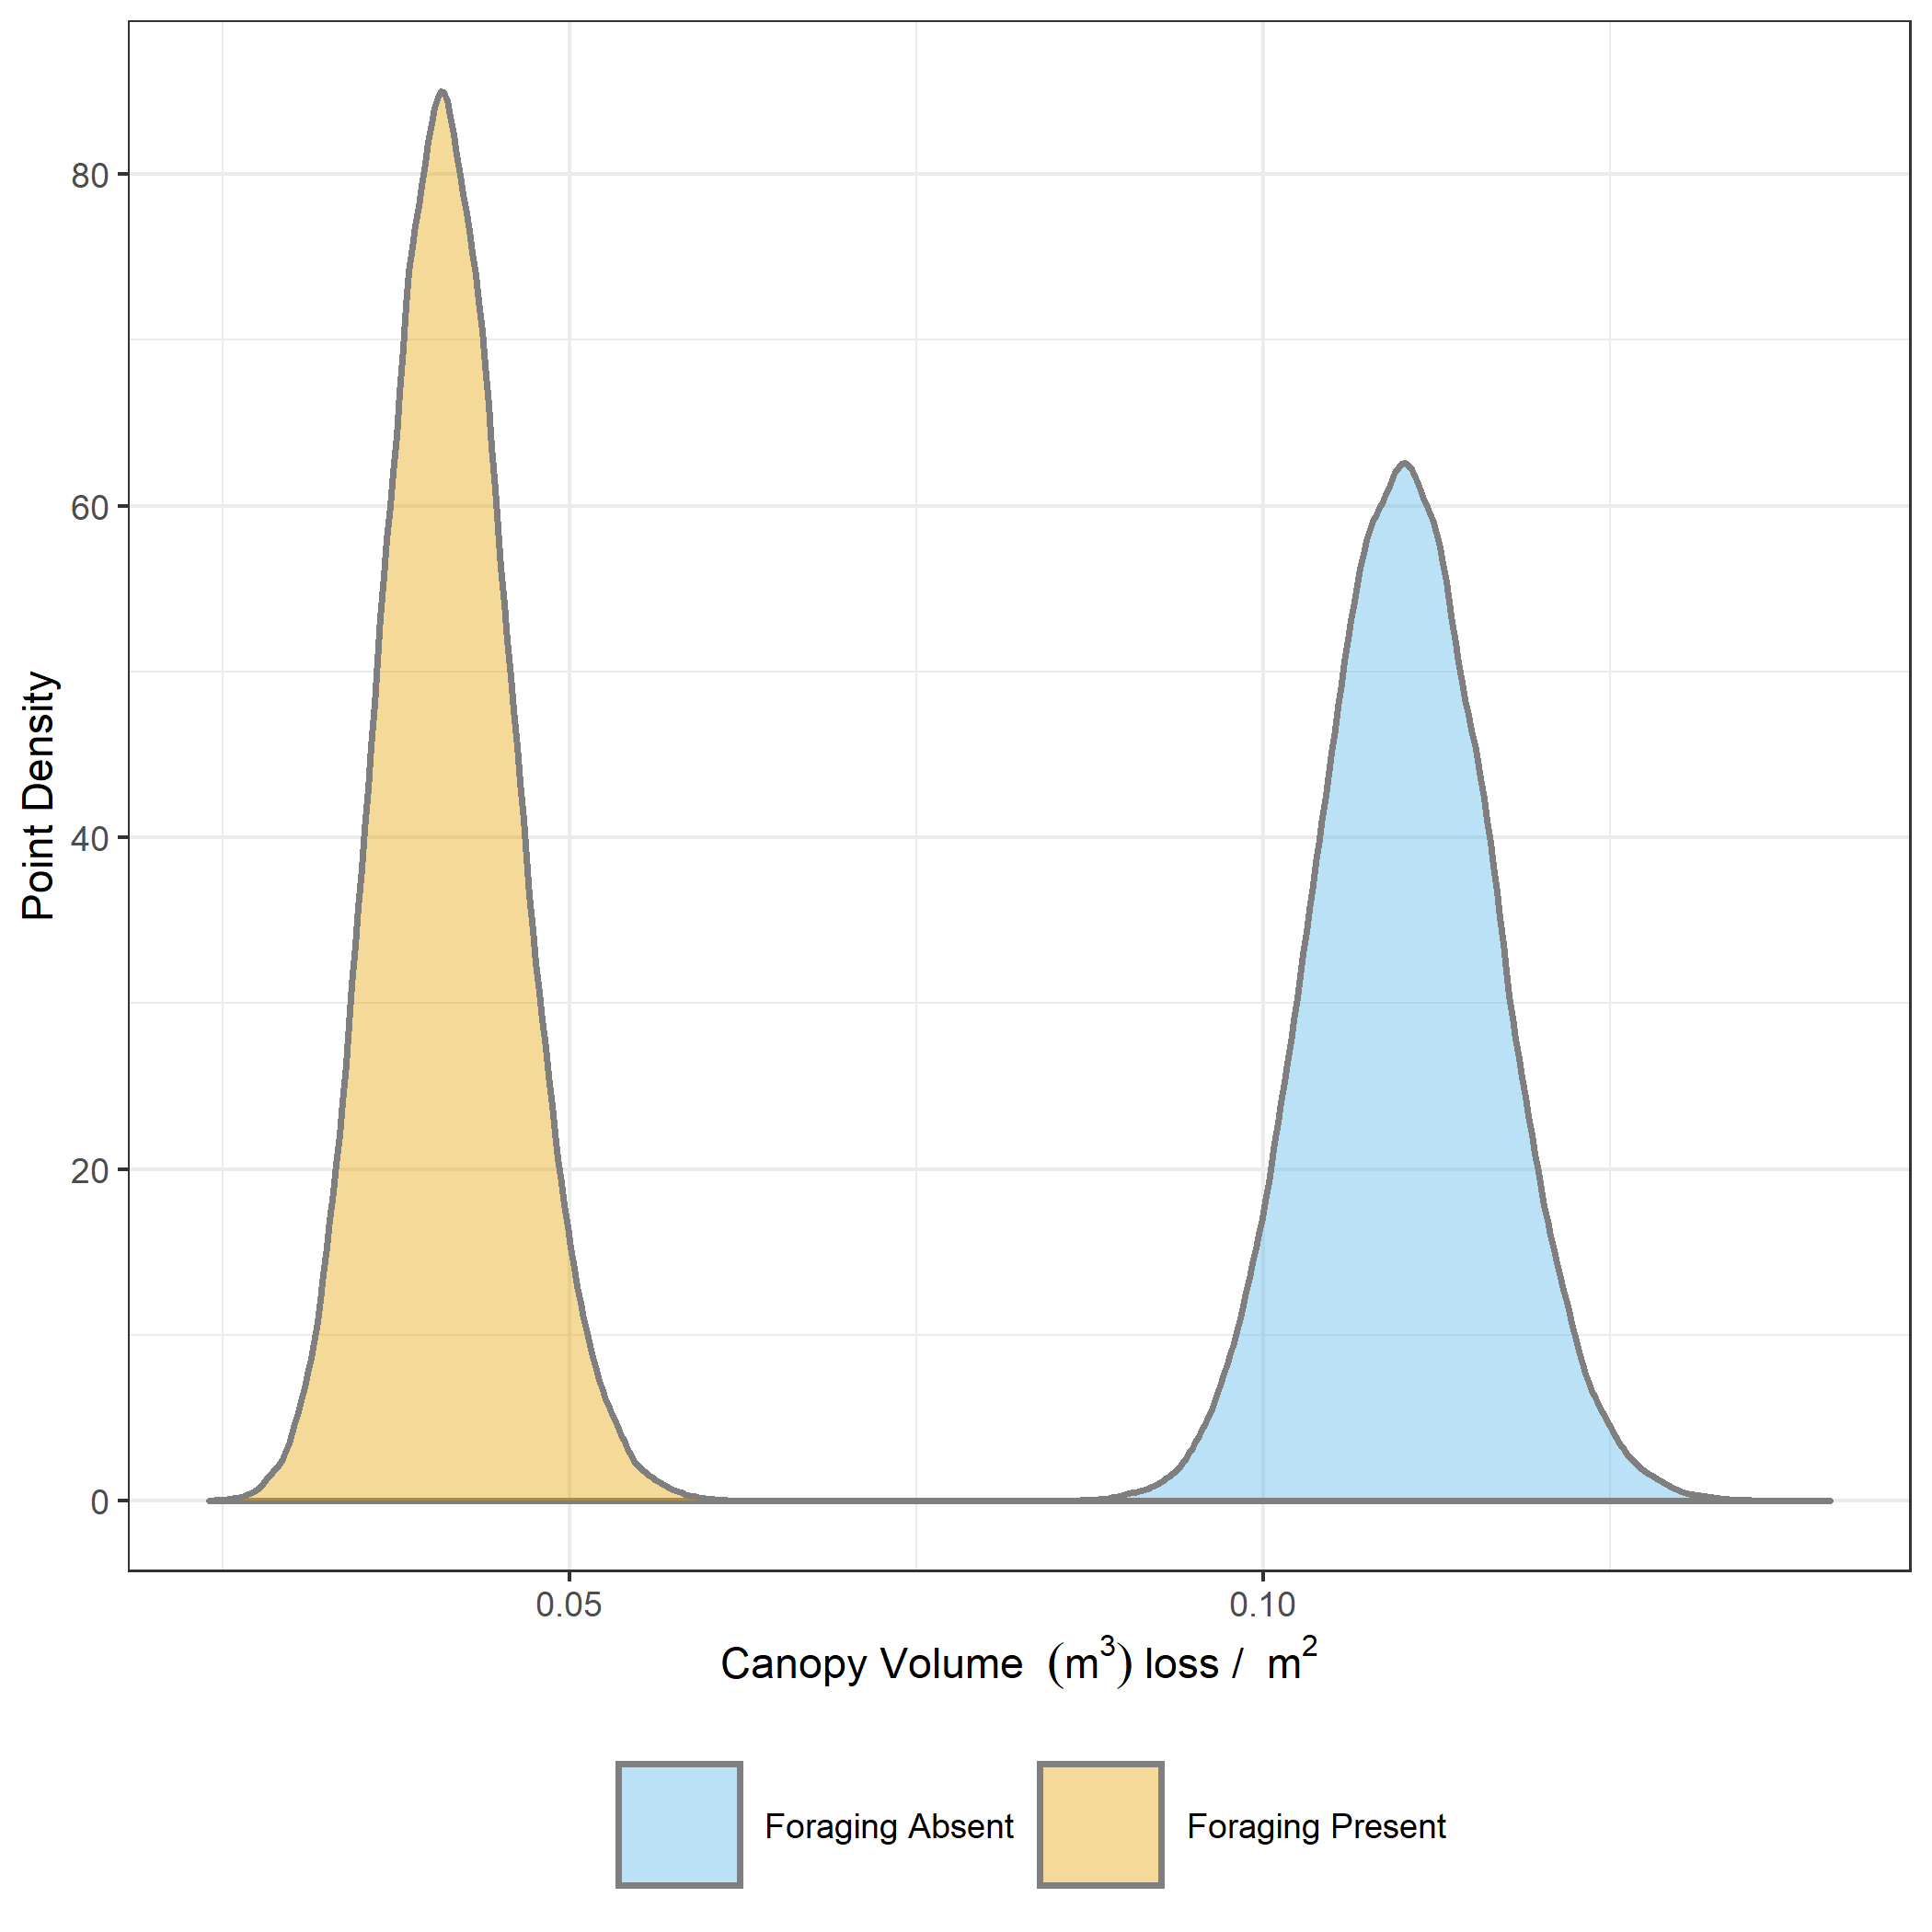 Point Density
80
60
40
20
0
0.05 0.10
Canopy Volume (m³) loss / m²
Foraging Absent Foraging Present